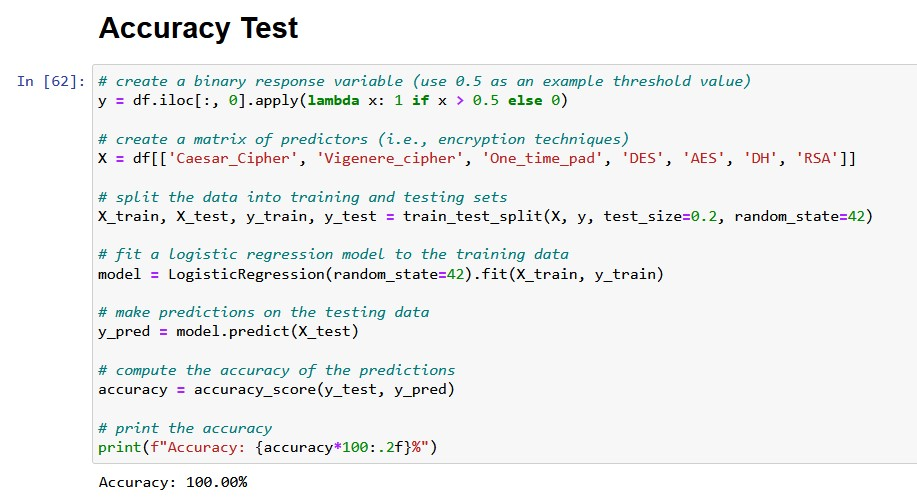 Accuracy Test
In [62]: # create a binary response variable (use 0.5 as an example threshold value)
y = df.iloc[:, 0].apply(lambda x: 1 if x > 0.5 else 0)
# create a matrix of predictors (i.e., encryption techniques)
X = df[['Caesar_Cipher', 'Vigenere_cipher', 'One_time_pad', 'DES', 'AES', 'DH', 'RSA']]
# split the data into training and testing sets
X_train, X_test, y_train, y_test = train_test_split(X, y, test_size=0.2, random_state=42)
# fit a logistic regression model to the training data
model = LogisticRegression(random_state=42).fit(X_train, y_train)
# make predictions on the testing data
y_pred = model.predict(X_test)
# compute the accuracy of the predictions
accuracy = accuracy_score(y_test, y_pred)
# print the accuracy
print(f"Accuracy: {accuracy*100:.2f}%")
Accuracy: 100.00%